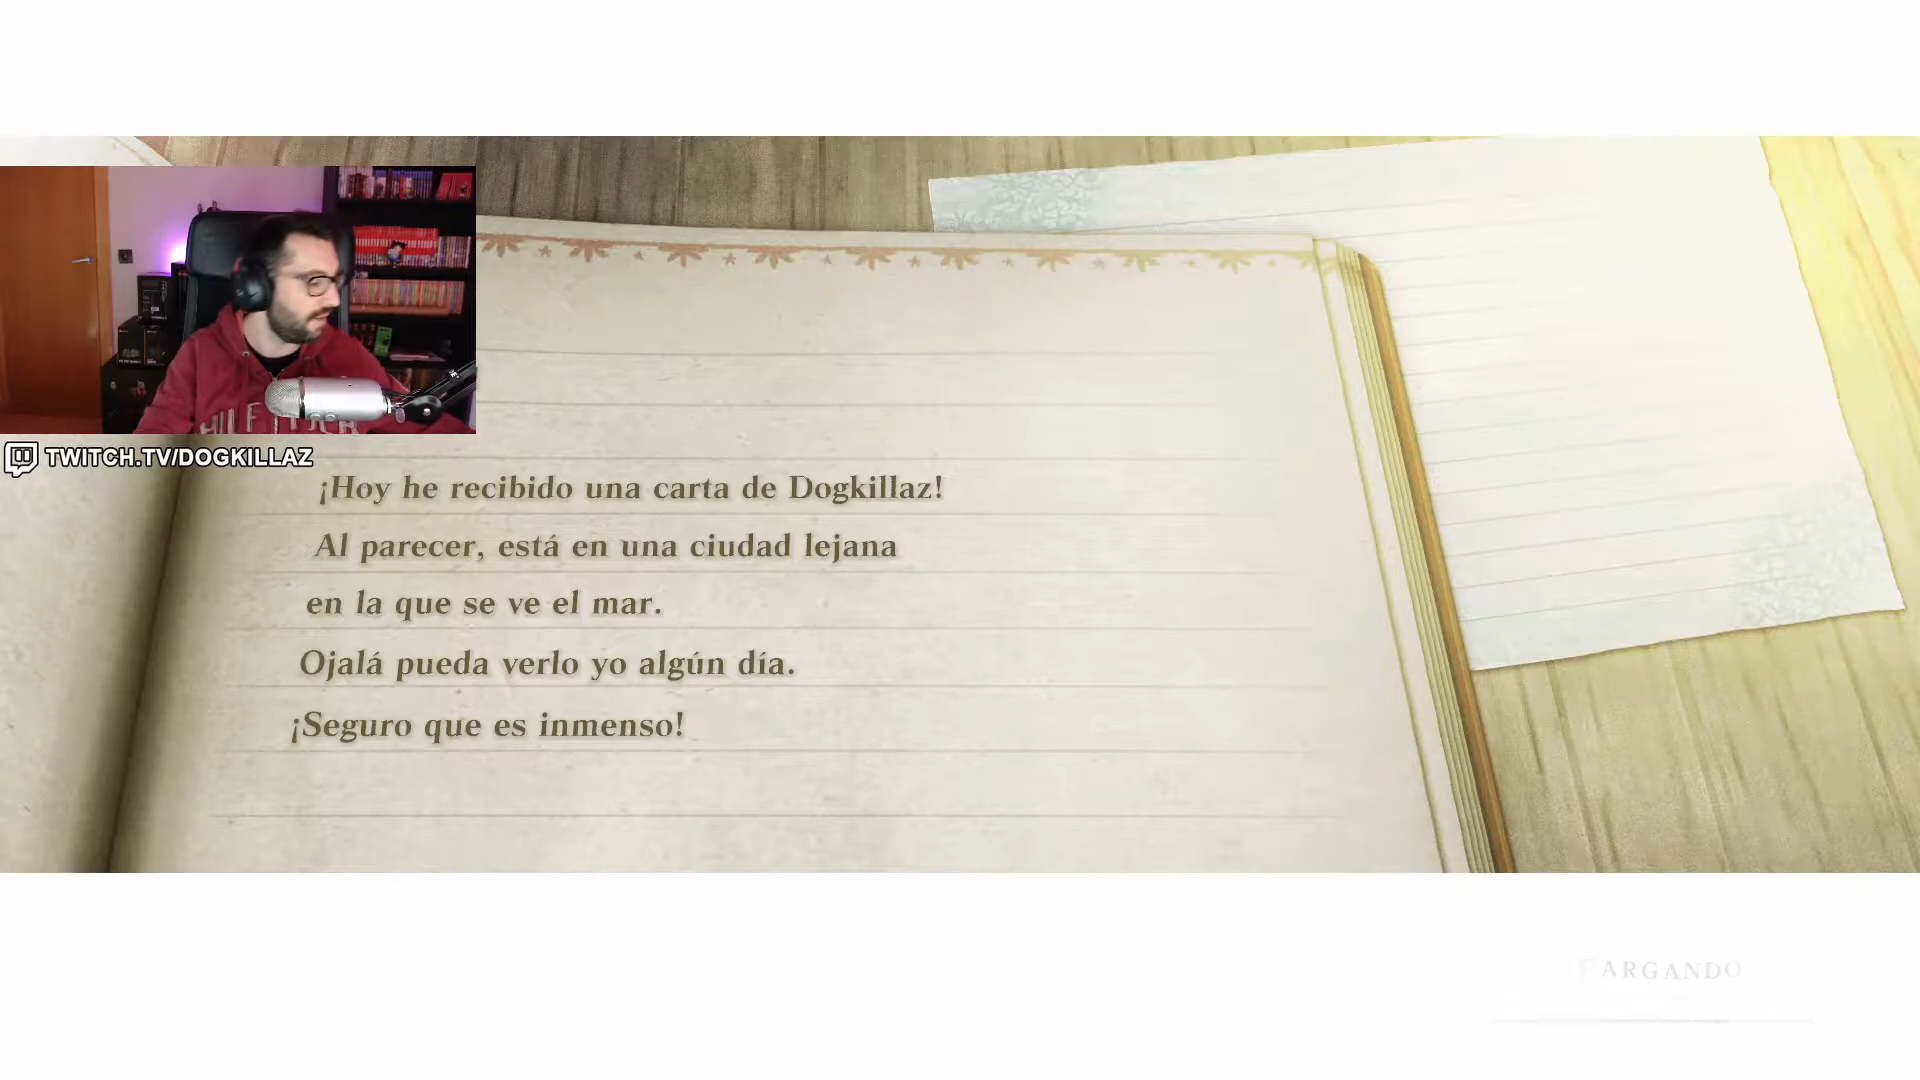 TWITCH.TV/DOGKILLAZ
¡Hoy he recibido una carta de Dogkillaz!
Al parecer, está en una ciudad lejana
en la que se ve el mar.
Ojalá pueda verlo yo algún día.
¡Seguro que es inmenso!
CARGANDO